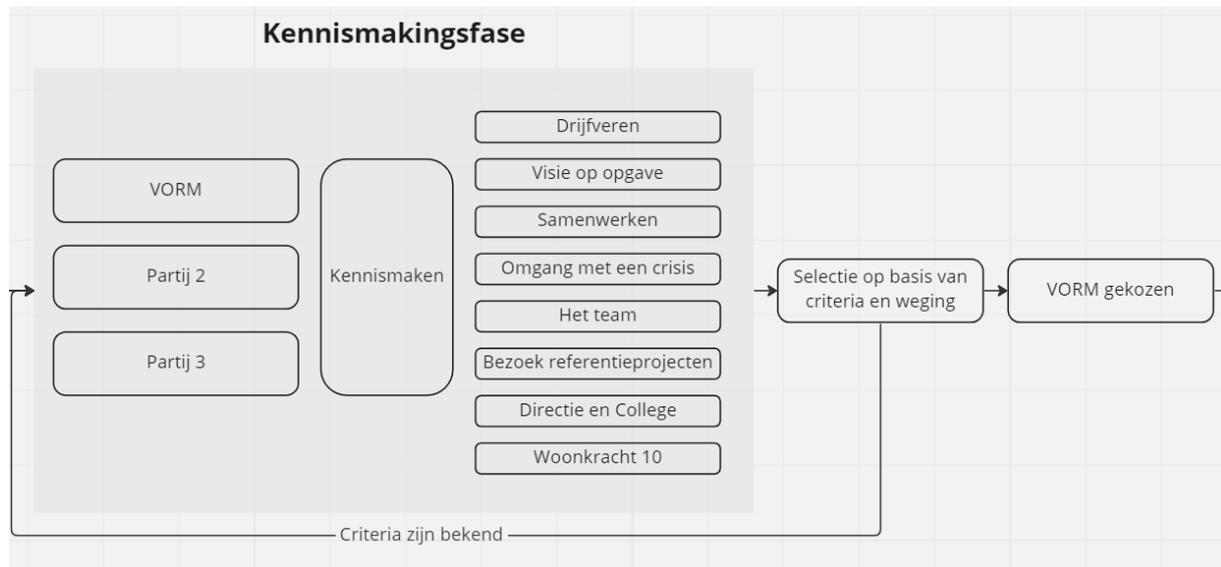 Kennismakingsfase
VORM
Partij 2
Partij 3
Kennismaken
Drijfveren
Visie op opgave
Samenwerken
Omgang met een crisis
Het team
Bezoek referentieprojecten
Directie en College
Woonkracht 10
Selectie op basis van
criteria en weging
VORM gekozen
Criteria zijn bekend